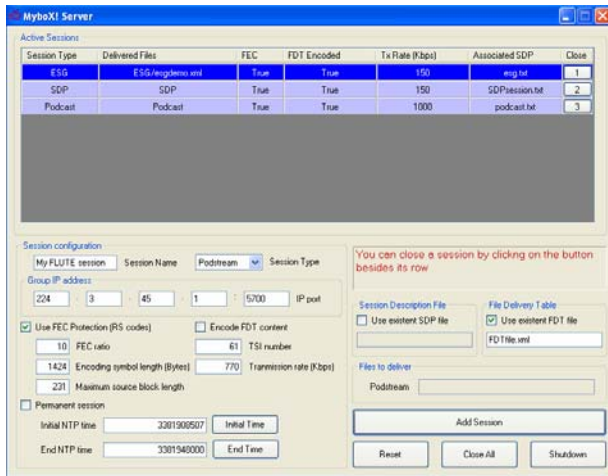 MyboX! Server
Active Sessions
Session Type Delivered Files FEC FDT Encoded Tx Rate (Kbps) Associated SDP Close
ESG ESG/esgdemo.xml True True 150 esg.txt 1
SDP SDP True True 150 SDPsession.txt 2
Podcast Podcast True True 1000 podcast.txt 3
Session configuration
My FLUTE session Session Name Podstream Session Type
Group IP address
224 . 3 . 45 . 1 : 5700 IP port
Use FEC Protection (RS codes) Encode FDT content
10 FEC ratio 61 TSI number
1424 Encoding symbol length (Bytes) 770 Tranmission rate (Kbps)
231 Maximum source block length
Permanent session
Initial NTP time 3381908507 Initial Time
End NTP time 3381948000 End Time
You can close a session by clickng on the button
besides its row
Session Description File
Use existent SDP file
File Delivery Table
Use existent FDT file
FDTfile.xml
Files to deliver
Podstream
Add Session
Reset Close All Shutdown